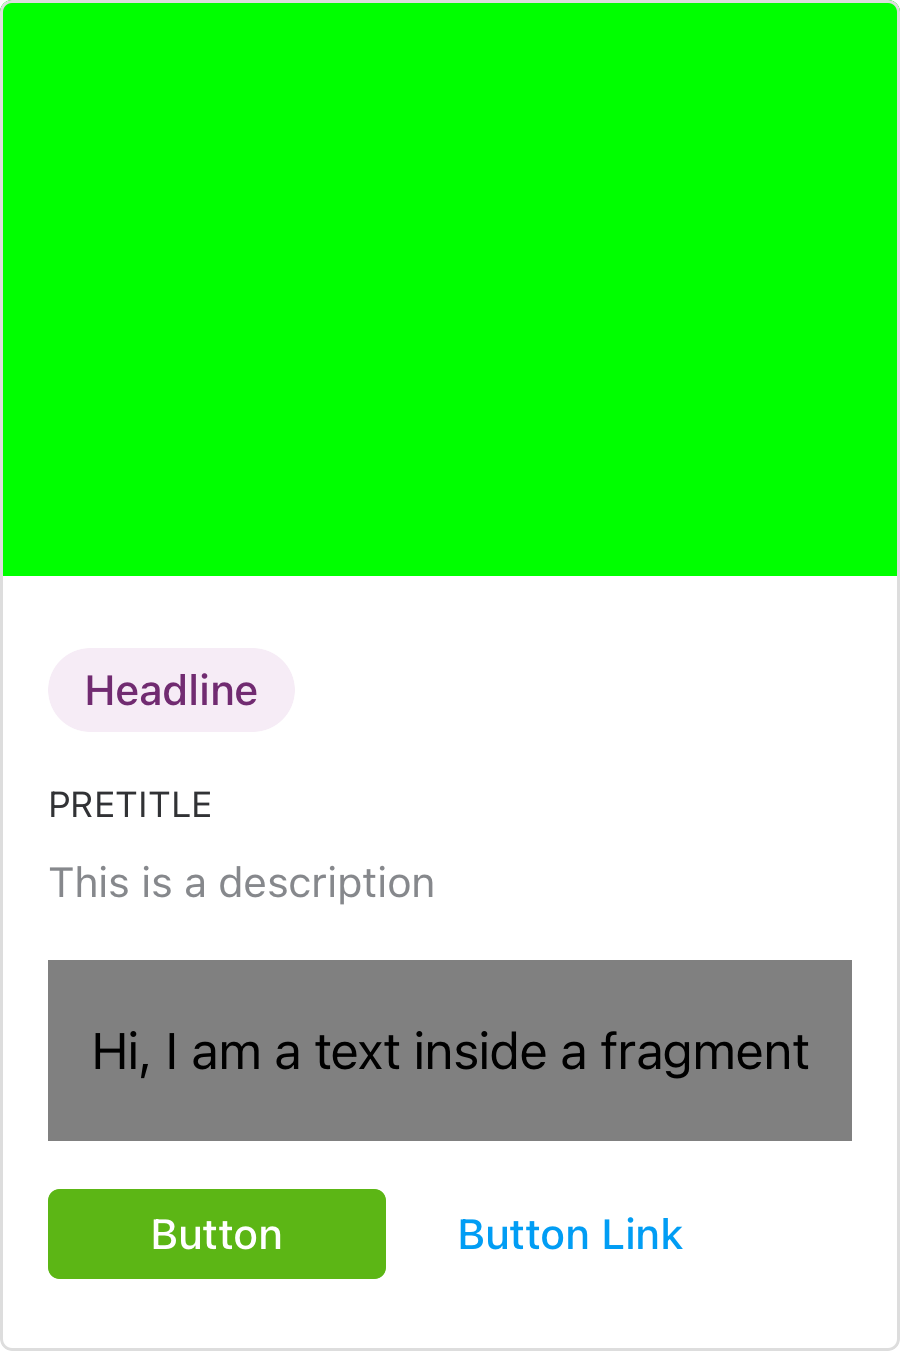 Headline
PRETITLE
This is a description
Hi, I am a text inside a fragment
Button
Button Link